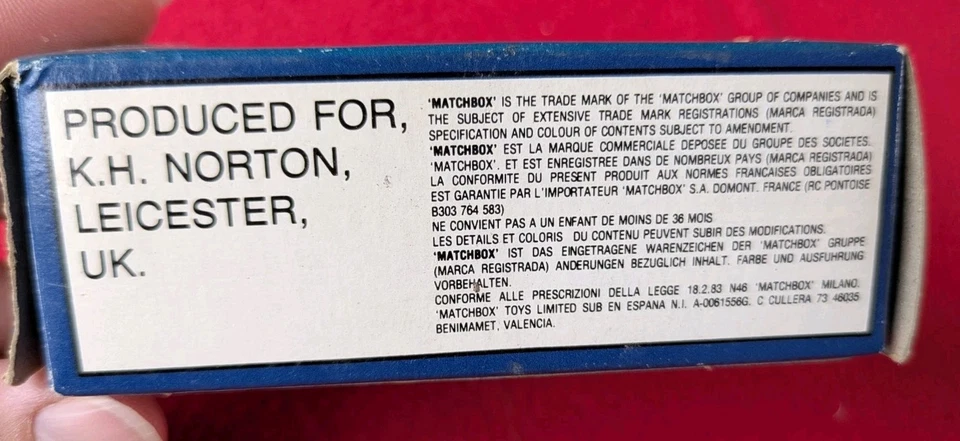 PRODUCED FOR,
K.H. NORTON,
LEICESTER,
UK.
'MATCHBOX' IS THE TRADE MARK OF THE 'MATCHBOX' GROUP OF COMPANIES AND IS
THE SUBJECT OF EXTENSIVE TRADE MARK REGISTRATIONS (MARCA REGISTRADA)
SPECIFICATION AND COLOUR OF CONTENTS SUBJECT TO AMENDMENT.
'MATCHBOX' EST LA MARQUE COMMERCIALE DEPOSEE DU GROUPE DES SOCIETES.
'MATCHBOX'. ET EST ENREGISTREE DANS DE NOMBREUX PAYS (MARCA REGISTRADA)
LA CONFORMITE DU PRESENT PRODUIT AUX NORMES FRANCAISES OBLIGATOIRES
EST GARANTIE PAR L'IMPORTATEUR 'MATCHBOX' S.A. DOMONT. FRANCE (RC PONTOISE
B303 764 583)
NE CONVIENT PAS A UN ENFANT DE MOINS DE 36 MOIS
LES DETAILS ET COLORIS DU CONTENU PEUVENT SUBIR DES MODIFICATIONS.
'MATCHBOX' IST DAS EINGETRAGENE WARENZEICHEN DER 'MATCHBOX' GRUPPE
(MARCA REGISTRADA) ANDERUNGEN BEZUGLICH INHALT. FARBE UND AUSFUHRUNG
VORBEHALTEN.
CONFORME ALLE PRESCRIZIONI DELLA LEGGE 18.2.83 N46 'MATCHBOX' MILANO.
'MATCHBOX' TOYS LIMITED SUB EN ESPANA N.I. A-0061556G. C CULLERA 73 46035
BENIMAMET, VALENCIA.